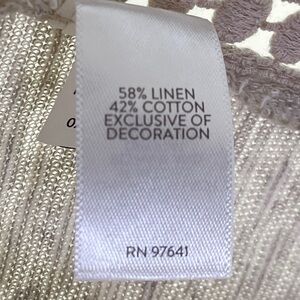 58% LINEN
42% COTTON
EXCLUSIVE OF
DECORATION
RN 97641